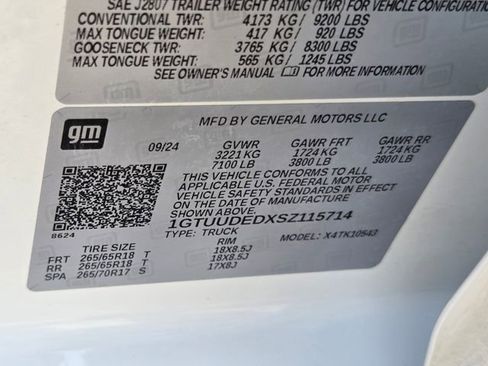 SAE J2807 TRAILER WEIGHT RATING (TWR) FOR VEHICLE CONFIGURATION
CONVENTIONAL TWR: 4173 KG / 9200 LBS
MAX TONGUE WEIGHT: 417 KG / 920 LBS
GOOSENECK TWR: 3765 KG / 8300 LBS
MAX TONGUE WEIGHT: 565 KG / 1245 LBS
SEE OWNER'S MANUAL FOR MORE INFORMATION
gm
MFD BY GENERAL MOTORS LLC
09/24 GVWR GAWR FRT GAWR RR
3221 KG 1724 KG 1724 KG
7100 LB 3800 LB 3800 LB
THIS VEHICLE CONFORMS TO ALL
APPLICABLE U.S. FEDERAL MOTOR
VEHICLE SAFETY STANDARDS IN
EFFECT ON THE DATE OF
MANUFACTURE SHOWN ABOVE.
1GTUUDEDXSZ115714
TYPE: TRUCK MODEL: X4TK10543
8624
TIRE SIZE RIM
FRT 265/65R18 T 18X8.5J
RR 265/65R18 T 18X8.5J
SPA 265/70R17 S 17X8J